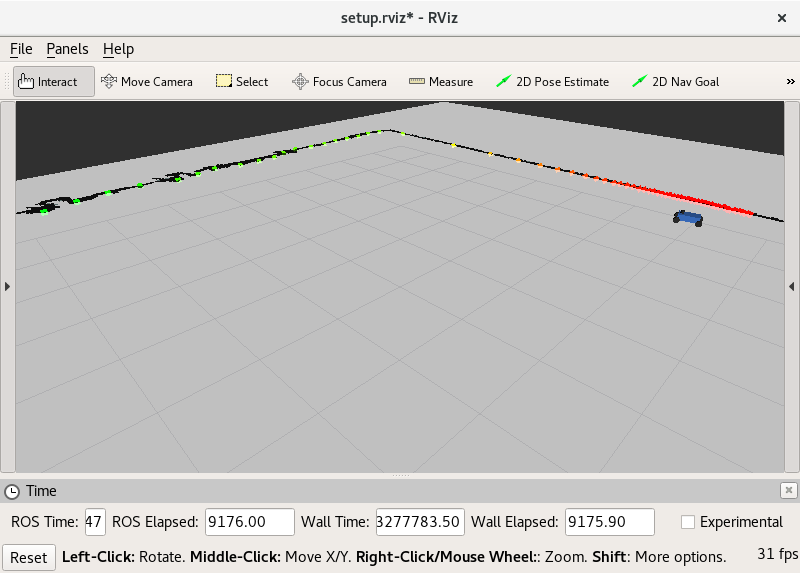 setup.rviz* - RViz
File Panels Help
Interact Move Camera Select Focus Camera Measure 2D Pose Estimate 2D Nav Goal »
Time
ROS Time: 47 ROS Elapsed: 9176.00 Wall Time: 3277783.50 Wall Elapsed: 9175.90 Experimental
Reset Left-Click: Rotate. Middle-Click: Move X/Y. Right-Click/Mouse Wheel:: Zoom. Shift: More options. 31 fps